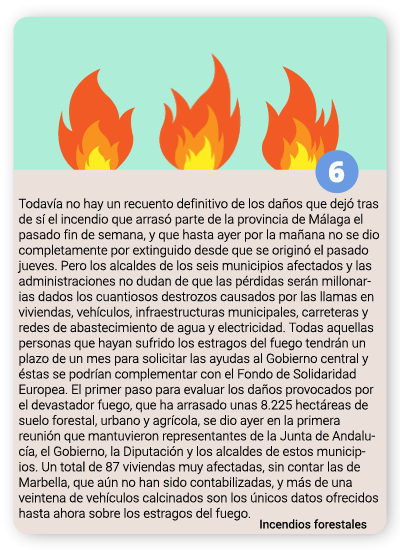 6
Todavía no hay un recuento definitivo de los daños que dejó tras
de sí el incendio que arrasó parte de la provincia de Málaga el
pasado fin de semana, y que hasta ayer por la mañana no se dio
completamente por extinguido desde que se originó el pasado
jueves. Pero los alcaldes de los seis municipios afectados y las
administraciones no dudan de que las pérdidas serán millonar-
ias dados los cuantiosos destrozos causados por las llamas en
viviendas, vehículos, infraestructuras municipales, carreteras y
redes de abastecimiento de agua y electricidad. Todas aquellas
personas que hayan sufrido los estragos del fuego tendrán un
plazo de un mes para solicitar las ayudas al Gobierno central y
éstas se podrían complementar con el Fondo de Solidaridad
Europea. El primer paso para evaluar los daños provocados por
el devastador fuego, que ha arrasado unas 8.225 hectáreas de
suelo forestal, urbano y agrícola, se dio ayer en la primera
reunión que mantuvieron representantes de la Junta de Andalu-
cía, el Gobierno, la Diputación y los alcaldes de estos municip-
ios. Un total de 87 viviendas muy afectadas, sin contar las de
Marbella, que aún no han sido contabilizadas, y más de una
veintena de vehículos calcinados son los únicos datos ofrecidos
hasta ahora sobre los estragos del fuego.
Incendios forestales